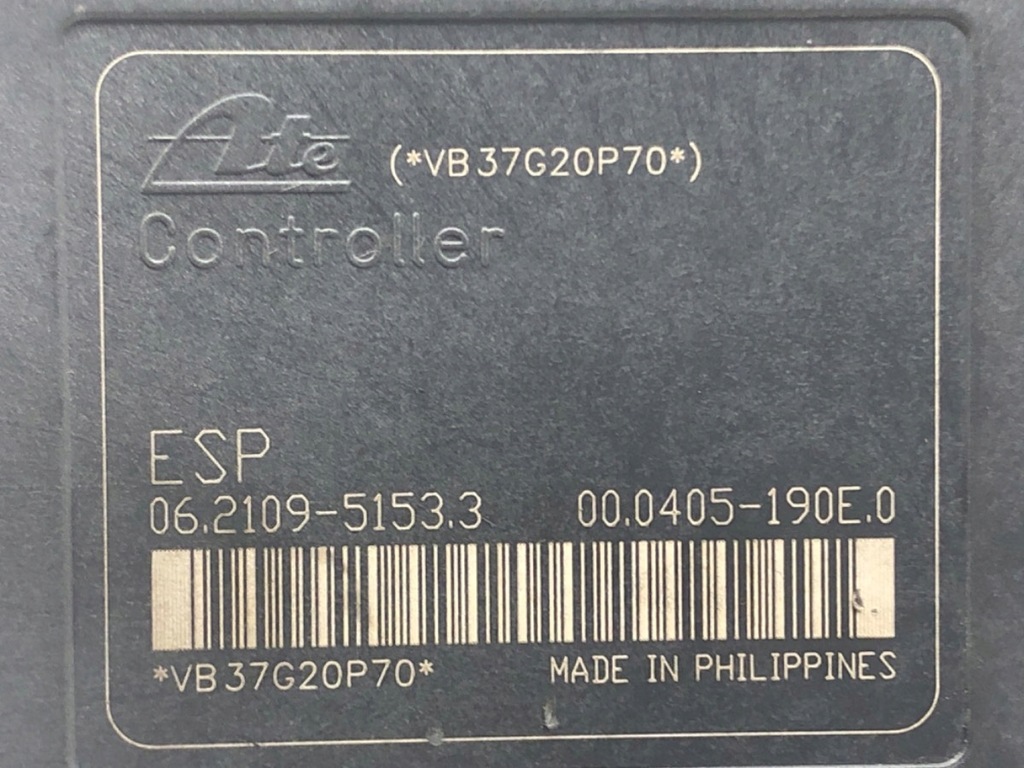 Ate (*VB37G20P70*)
Controller
ESP
06.2109-5153.3 00.0405-190E.0
*VB37G20P70* MADE IN PHILIPPINES